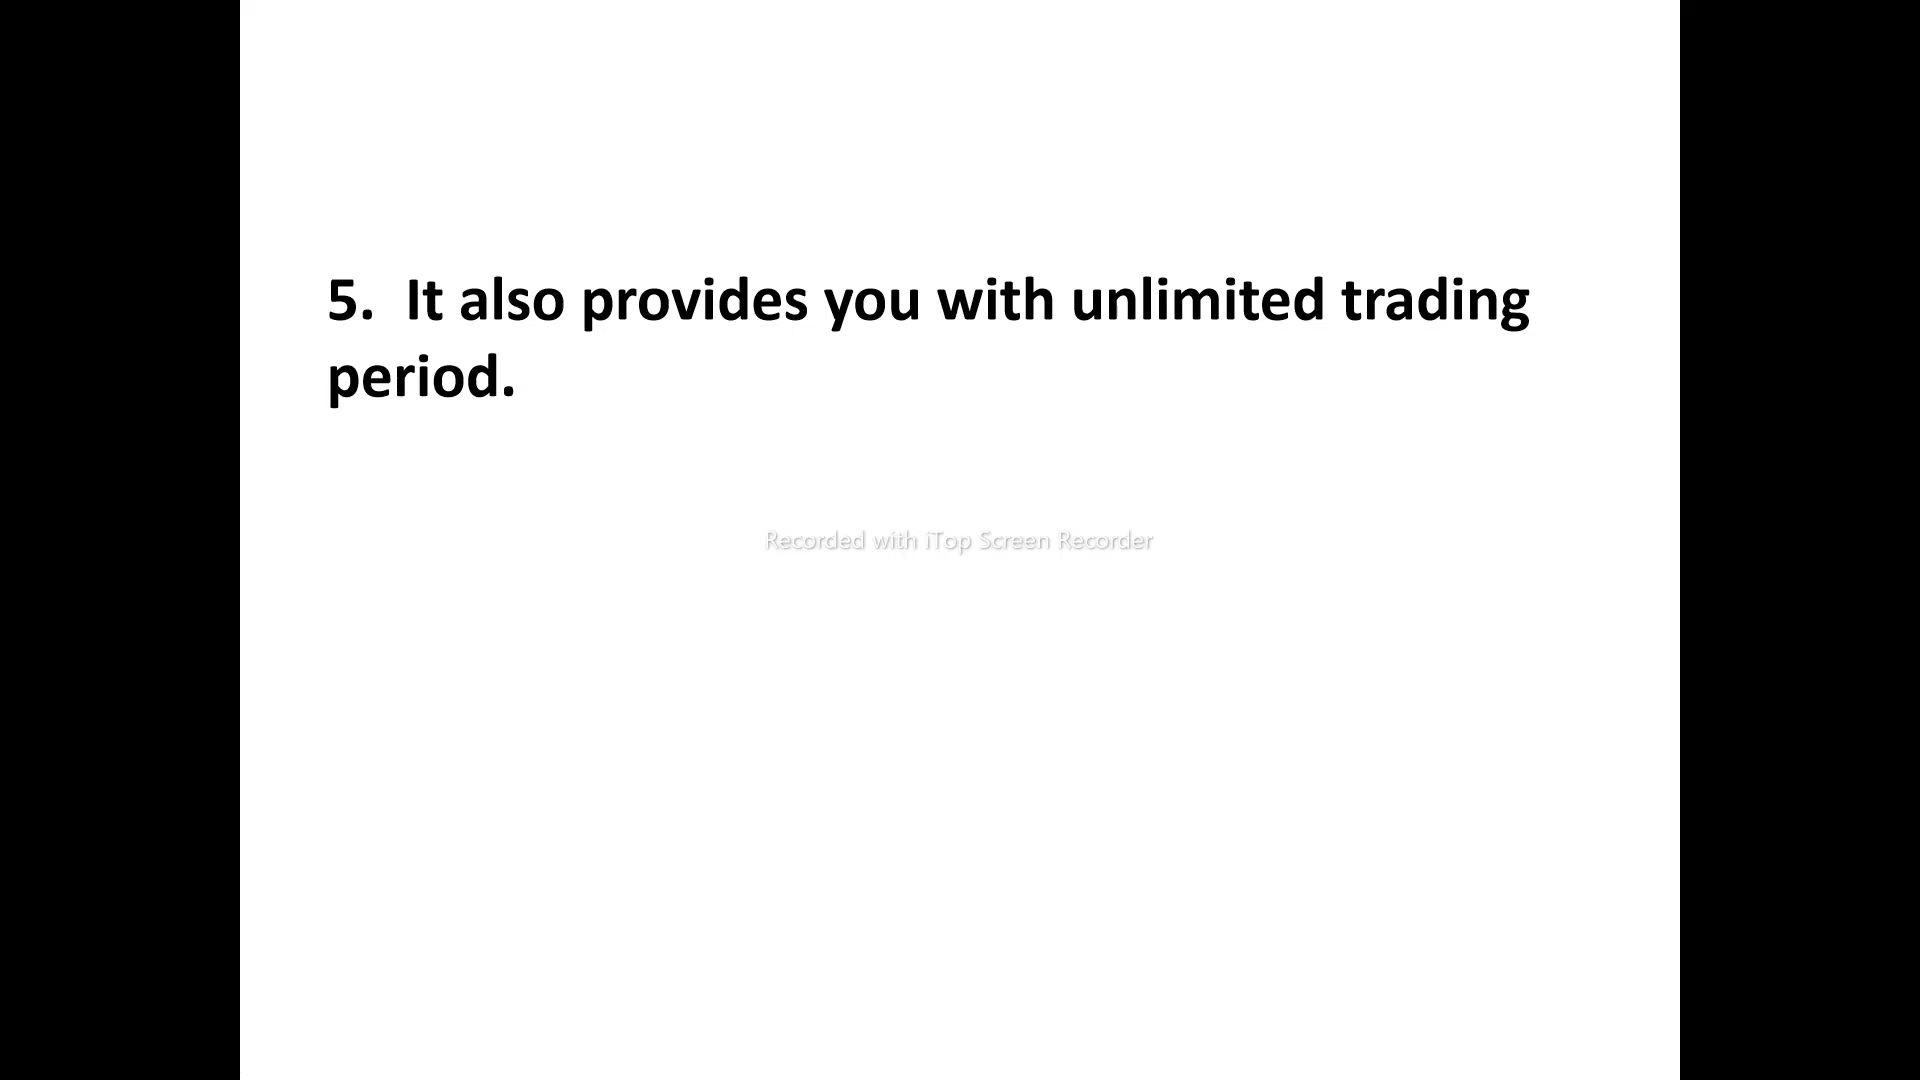 5.  It also provides you with unlimited trading
period.
Recorded with iTop Screen Recorder